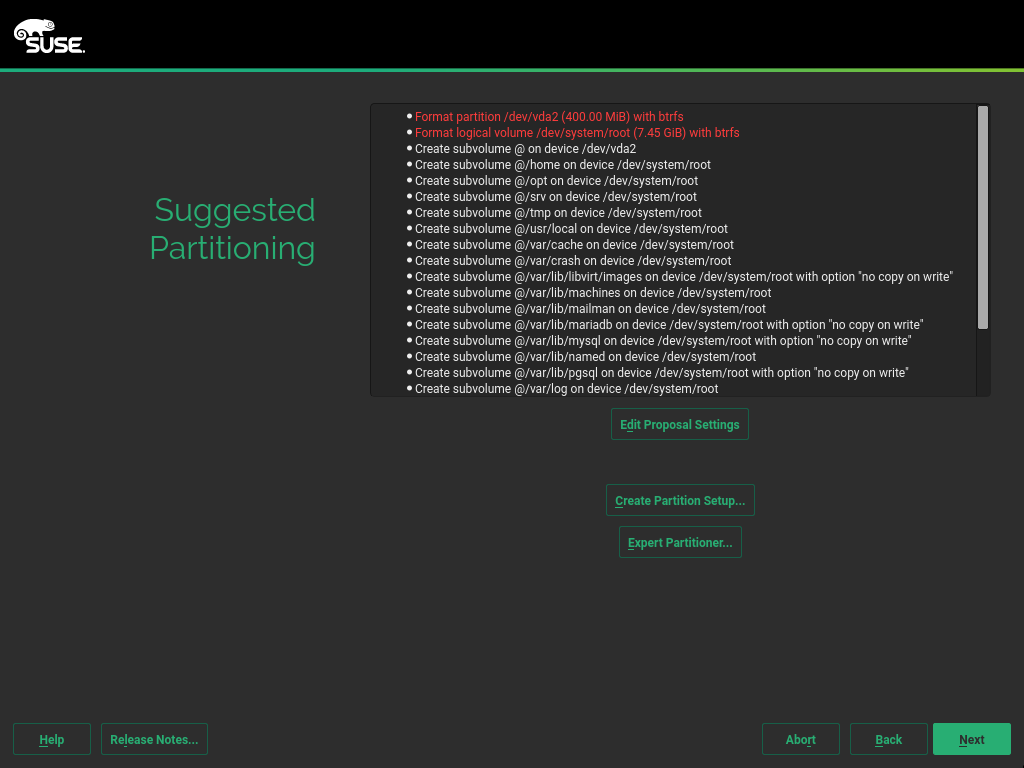 SUSE.
Suggested
Partitioning
Format partition /dev/vda2 (400.00 MiB) with btrfs
Format logical volume /dev/system/root (7.45 GiB) with btrfs
Create subvolume @ on device /dev/vda2
Create subvolume @/home on device /dev/system/root
Create subvolume @/opt on device /dev/system/root
Create subvolume @/srv on device /dev/system/root
Create subvolume @/tmp on device /dev/system/root
Create subvolume @/usr/local on device /dev/system/root
Create subvolume @/var/cache on device /dev/system/root
Create subvolume @/var/crash on device /dev/system/root
Create subvolume @/var/lib/libvirt/images on device /dev/system/root with option "no copy on write"
Create subvolume @/var/lib/machines on device /dev/system/root
Create subvolume @/var/lib/mailman on device /dev/system/root
Create subvolume @/var/lib/mariadb on device /dev/system/root with option "no copy on write"
Create subvolume @/var/lib/mysql on device /dev/system/root with option "no copy on write"
Create subvolume @/var/lib/named on device /dev/system/root
Create subvolume @/var/lib/pgsql on device /dev/system/root with option "no copy on write"
Create subvolume @/var/log on device /dev/system/root
Edit Proposal Settings
Create Partition Setup...
Expert Partitioner...
Help
Release Notes...
Abort
Back
Next